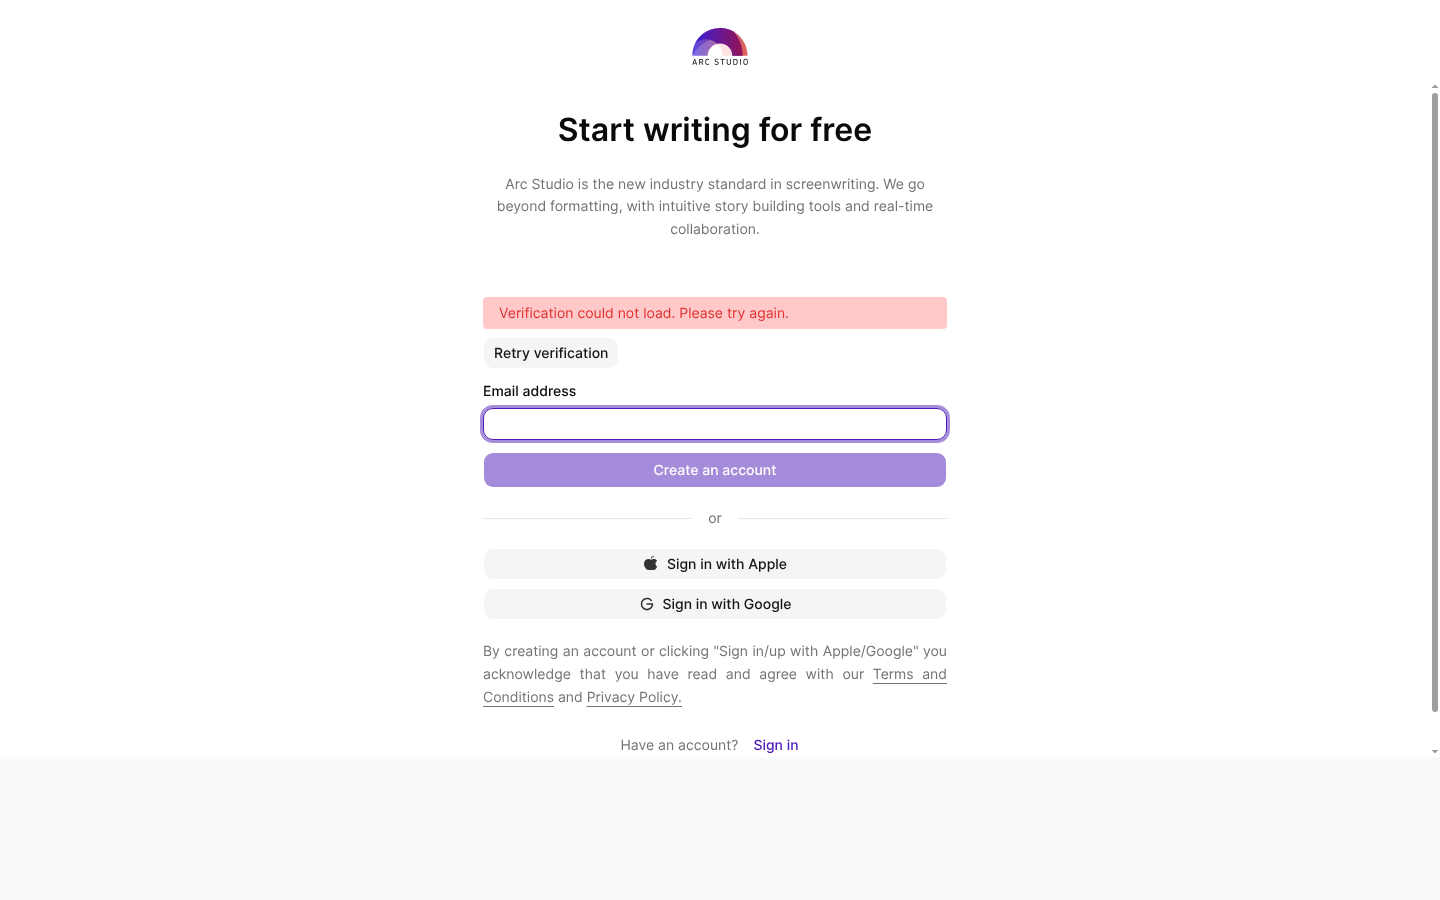 ARC STUDIO
Start writing for free
Arc Studio is the new industry standard in screenwriting. We go
beyond formatting, with intuitive story building tools and real-time
collaboration.
Verification could not load. Please try again.
Retry verification
Email address
Create an account
or
Sign in with Apple
Sign in with Google
By creating an account or clicking "Sign in/up with Apple/Google" you
acknowledge that you have read and agree with our Terms and
Conditions and Privacy Policy.
Have an account? Sign in